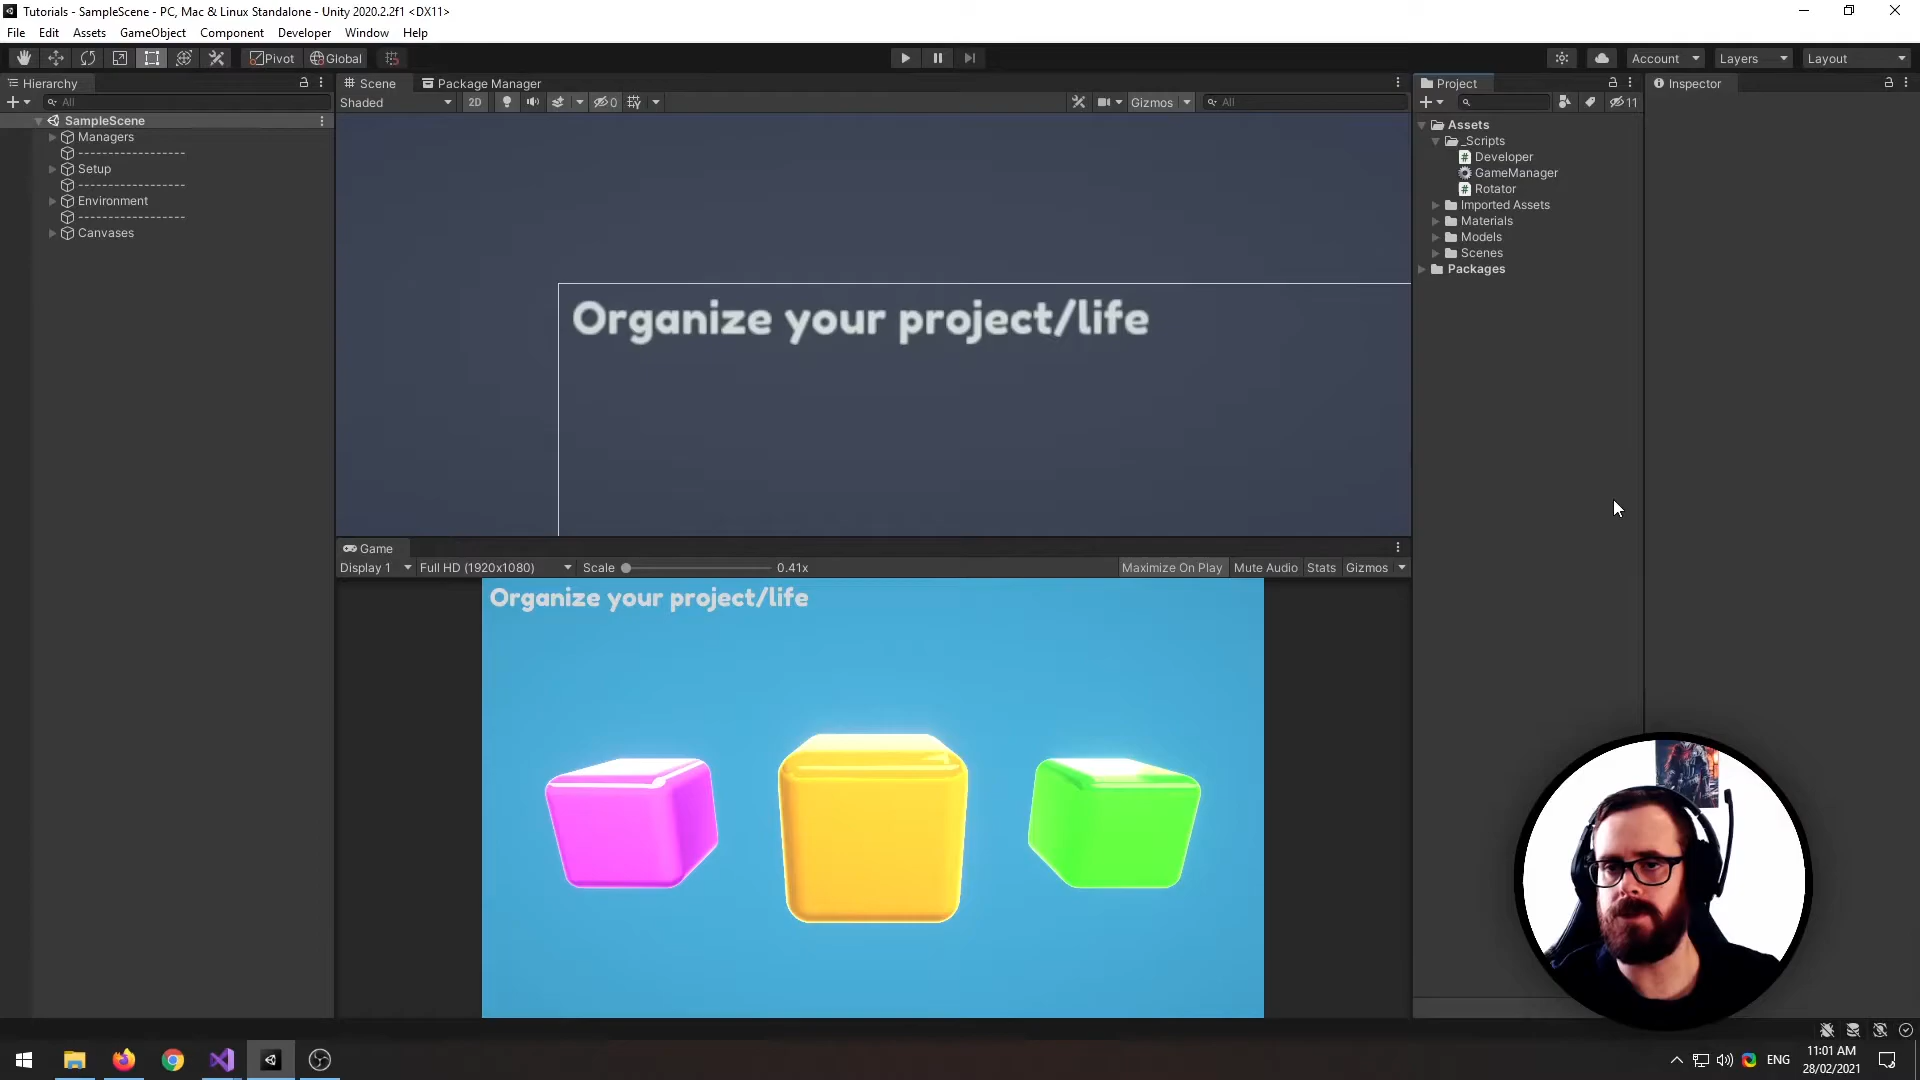 Tutorials - SampleScene - PC, Mac & Linux Standalone - Unity 2020.2.2f1 <DX11>
File Edit Assets GameObject Component Developer Window Help
Pivot Global Account Layers Layout
Hierarchy
All
SampleScene
Managers
------------------
Setup
------------------
Environment
------------------
Canvases
Scene Package Manager
Shaded 2D 0 Gizmos All
Organize your project/life
Game
Display 1 Full HD (1920x1080) Scale 0.41x Maximize On Play Mute Audio Stats Gizmos
Organize your project/life
Project
11
Assets
_Scripts
Developer
GameManager
Rotator
Imported Assets
Materials
Models
Scenes
Packages
Inspector
ENG
11:01 AM
28/02/2021